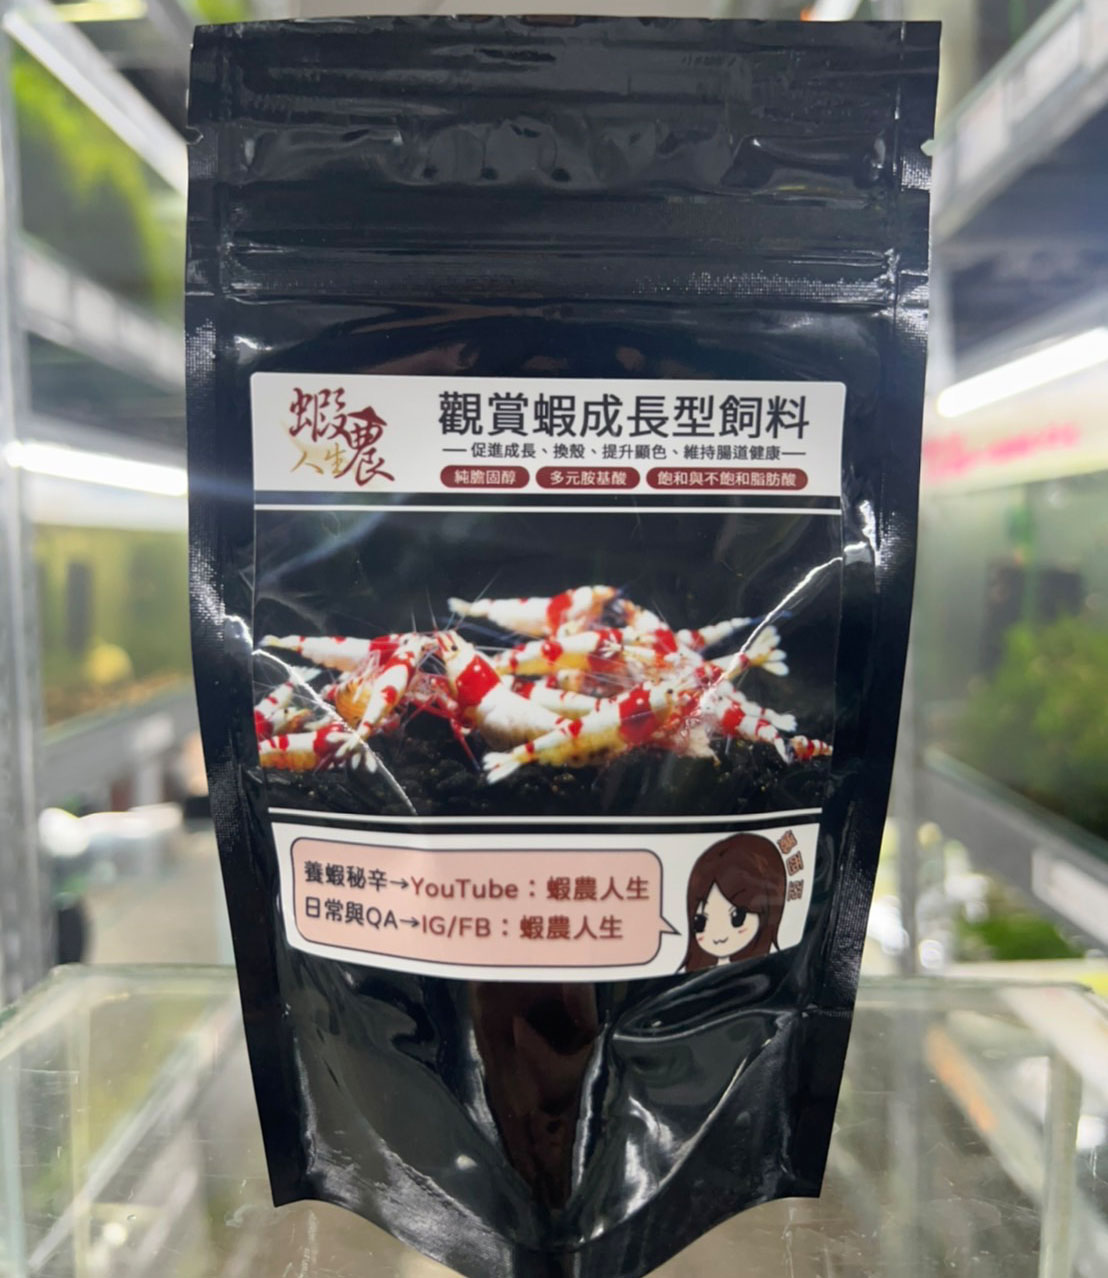 蝦農
人生
觀賞蝦成長型飼料
促進成長、換殼、提升顯色、維持腸道健康
純膽固醇 多元胺基酸 飽和與不飽和脂肪酸
養蝦秘辛→YouTube：蝦農人生
日常與QA→IG/FB：蝦農人生